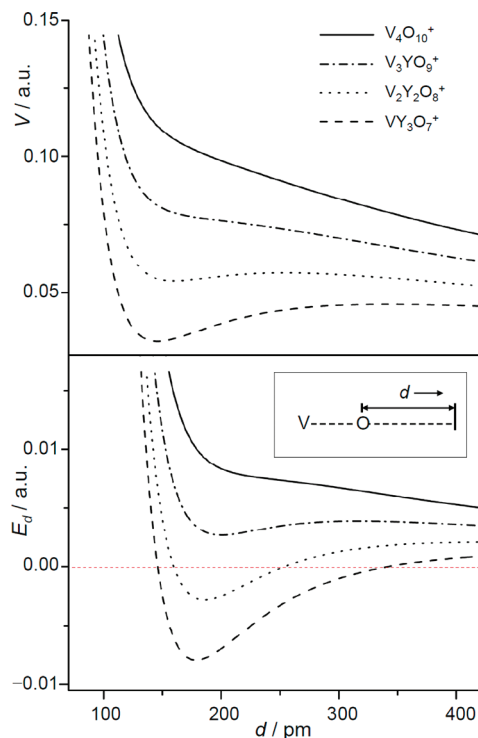 0.15
0.10
0.05
V / a.u.
V₄O₁₀⁺
V₃YO₉⁺
V₂Y₂O₈⁺
VY₃O₇⁺
0.01
0.00
−0.01
E_d / a.u.
d
V O
100 200 300 400
d / pm